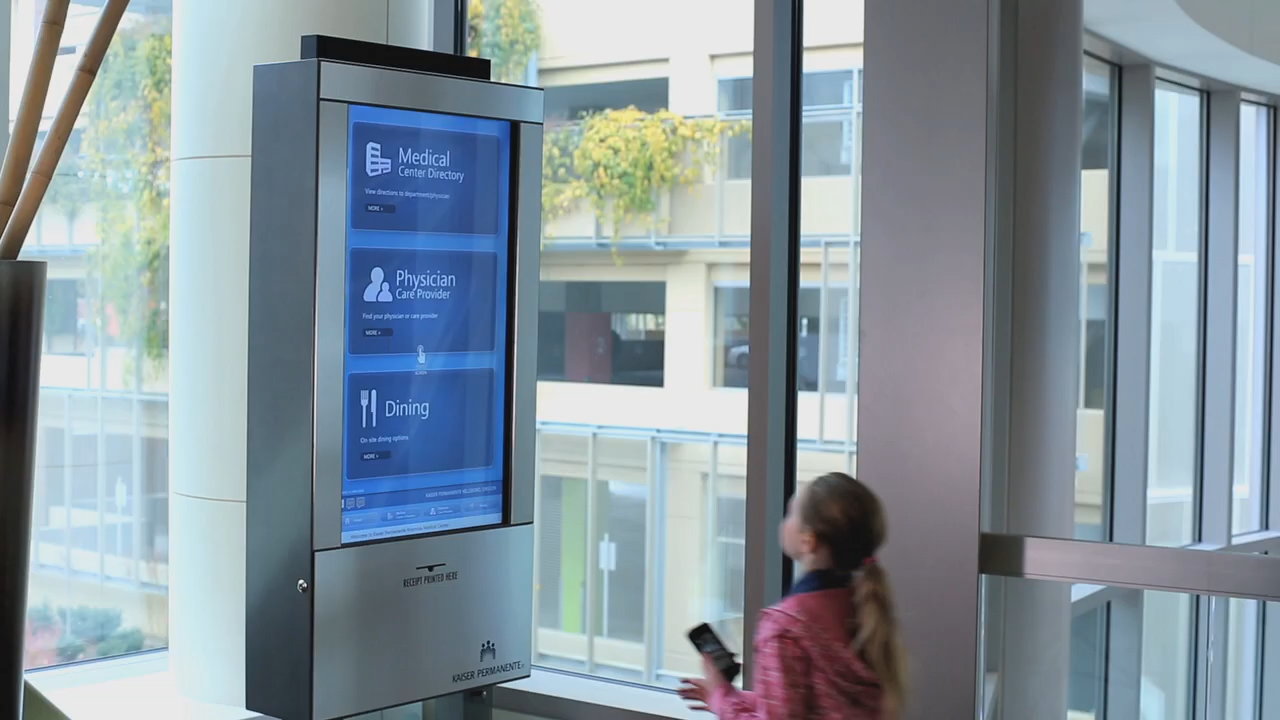 Medical
Center Directory
View directions to department/physician
MORE >
Physician
Care Provider
Find your physician or care provider
MORE >
Dining
On site dining options
MORE >
RECEIPT PRINTED HERE
KAISER PERMANENTE